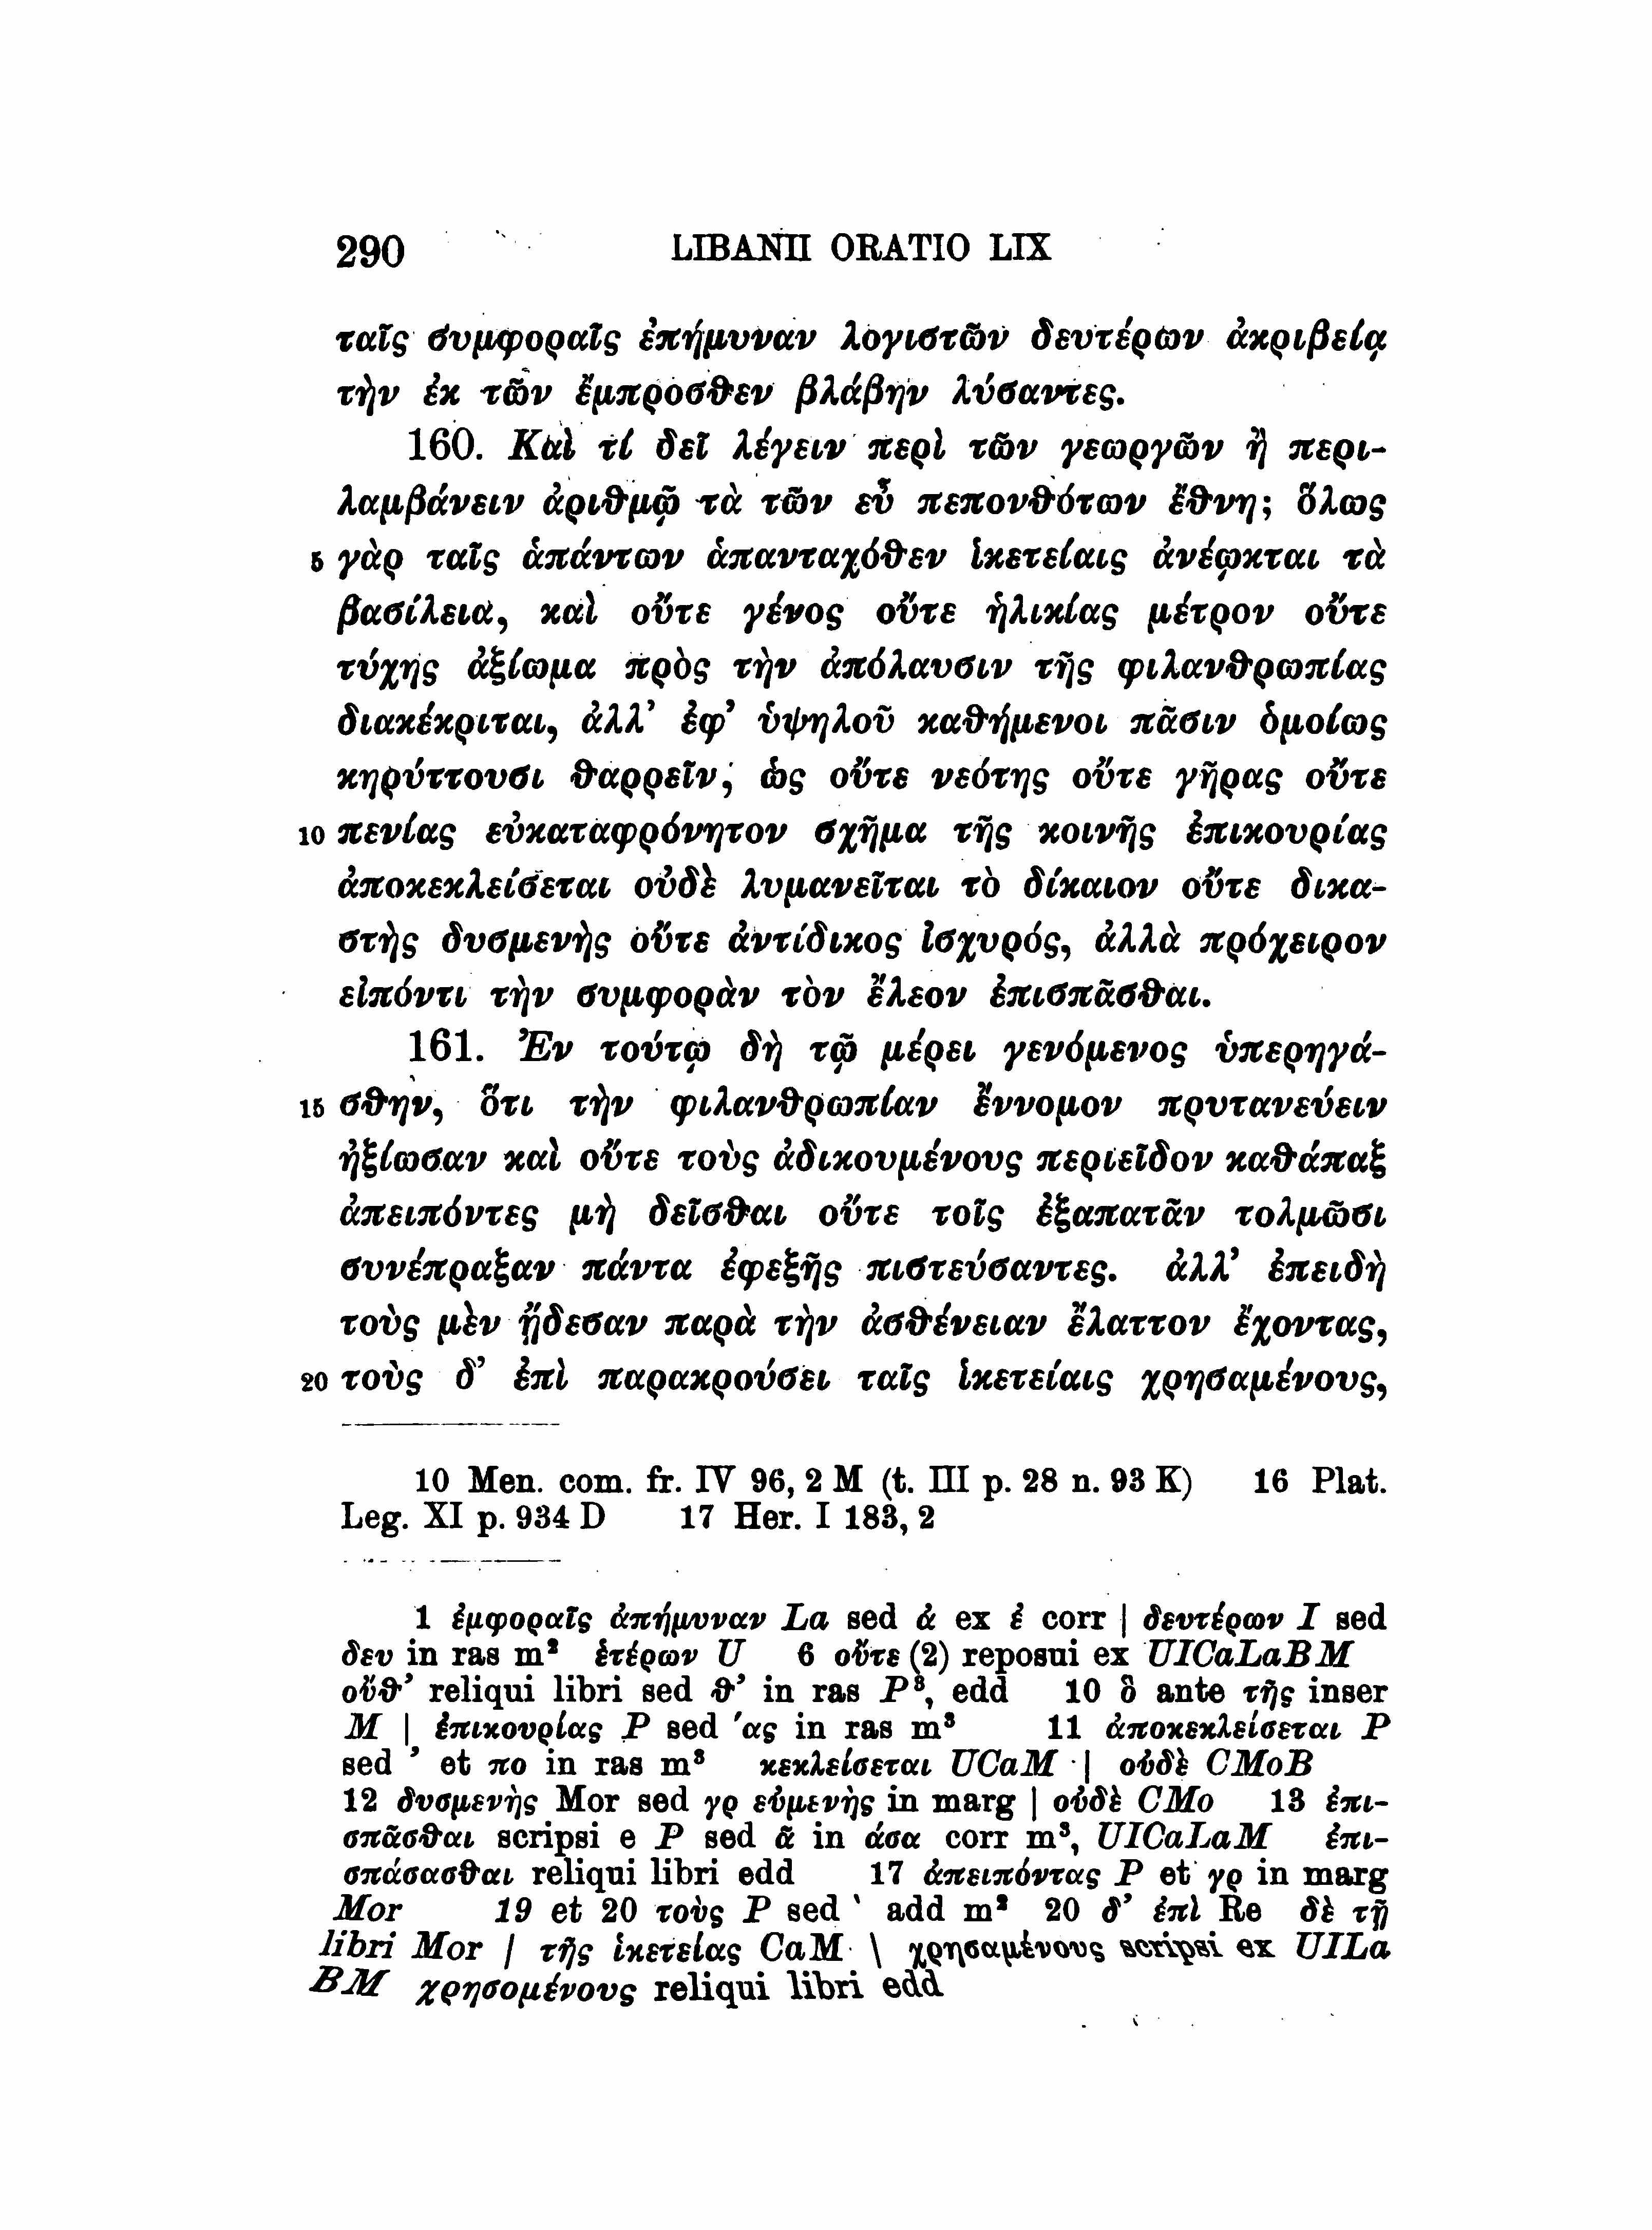 290 LIBANII ORATIO LIX
ταῖς συμφοραῖς ἐπήμυναν λογιστῶν δευτέρων ἀκριβείᾳ
τὴν ἐκ τῶν ἔμπροσθεν βλάβην λύσαντες.
160. Καὶ τί δεῖ λέγειν περὶ τῶν γεωργῶν ἢ περι-
λαμβάνειν ἀριθμῷ τὰ τῶν εὖ πεπονθότων ἔθνη; ὅλως
5 γὰρ ταῖς ἁπάντων ἁπανταχόθεν ἱκετείαις ἀνέῳκται τὰ
βασίλεια, καὶ οὔτε γένος οὔτε ἡλικίας μέτρον οὔτε
τύχης ἀξίωμα πρὸς τὴν ἀπόλαυσιν τῆς φιλανθρωπίας
διακέκριται, ἀλλ’ ἐφ’ ὑψηλοῦ καθήμενοι πᾶσιν ὁμοίως
κηρύττουσι θαρρεῖν, ὡς οὔτε νεότης οὔτε γῆρας οὔτε
10 πενίας εὐκαταφρόνητον σχῆμα τῆς κοινῆς ἐπικουρίας
ἀποκεκλείσεται οὐδὲ λυμανεῖται τὸ δίκαιον οὔτε δικα-
στὴς δυσμενὴς οὔτε ἀντίδικος ἰσχυρός, ἀλλὰ πρόχειρον
εἰπόντι τὴν συμφορὰν τὸν ἔλεον ἐπισπᾶσθαι.
161. Ἐν τούτῳ δὴ τῷ μέρει γενόμενος ὑπερηγά-
15 σθην, ὅτι τὴν φιλανθρωπίαν ἔννομον πρυτανεύειν
ἠξίωσαν καὶ οὔτε τοὺς ἀδικουμένους περιεῖδον καθάπαξ
ἀπειπόντες μὴ δεῖσθαι οὔτε τοῖς ἐξαπατᾶν τολμῶσι
συνέπραξαν πάντα ἐφεξῆς πιστεύσαντες. ἀλλ’ ἐπειδὴ
τοὺς μὲν ᾔδεσαν παρὰ τὴν ἀσθένειαν ἔλαττον ἔχοντας,
20 τοὺς δ’ ἐπὶ παρακρούσει ταῖς ἱκετείαις χρησαμένους,
10 Men. com. fr. IV 96, 2 M (t. III p. 28 n. 93 K) 16 Plat.
Leg. XI p. 934 D 17 Her. I 183, 2
1 ἐμφοραῖς ἀπήμυναν La sed ἀ ex ἐ corr | δευτέρων I sed
δευ in ras m² ἑτέρων U 6 οὔτε (2) reposui ex UICaLaBM
οὔθ’ reliqui libri sed θ’ in ras P³, edd 10 ὃ ante τῆς inser
M | ἐπικουρίας P sed ´ας in ras m³ 11 ἀποκεκλείσεται P
sed ’ et πο in ras m³ κεκλείσεται UCaM | οὐδὲ CMoB
12 δυσμενὴς Mor sed γρ εὐμενὴς in marg | οὐδὲ CMo 13 ἐπι-
σπᾶσθαι scripsi e P sed ᾶ in άσα corr m³, UICaLaM ἐπι-
σπάσασθαι reliqui libri edd 17 ἀπειπόντας P et γρ in marg
Mor 19 et 20 τοὺς P sed ` add m² 20 δ’ ἐπὶ Re δὲ τῇ
libri Mor | τῆς ἱκετείας CaM | χρησαμένους scripsi ex UILa
BM χρησομένους reliqui libri edd